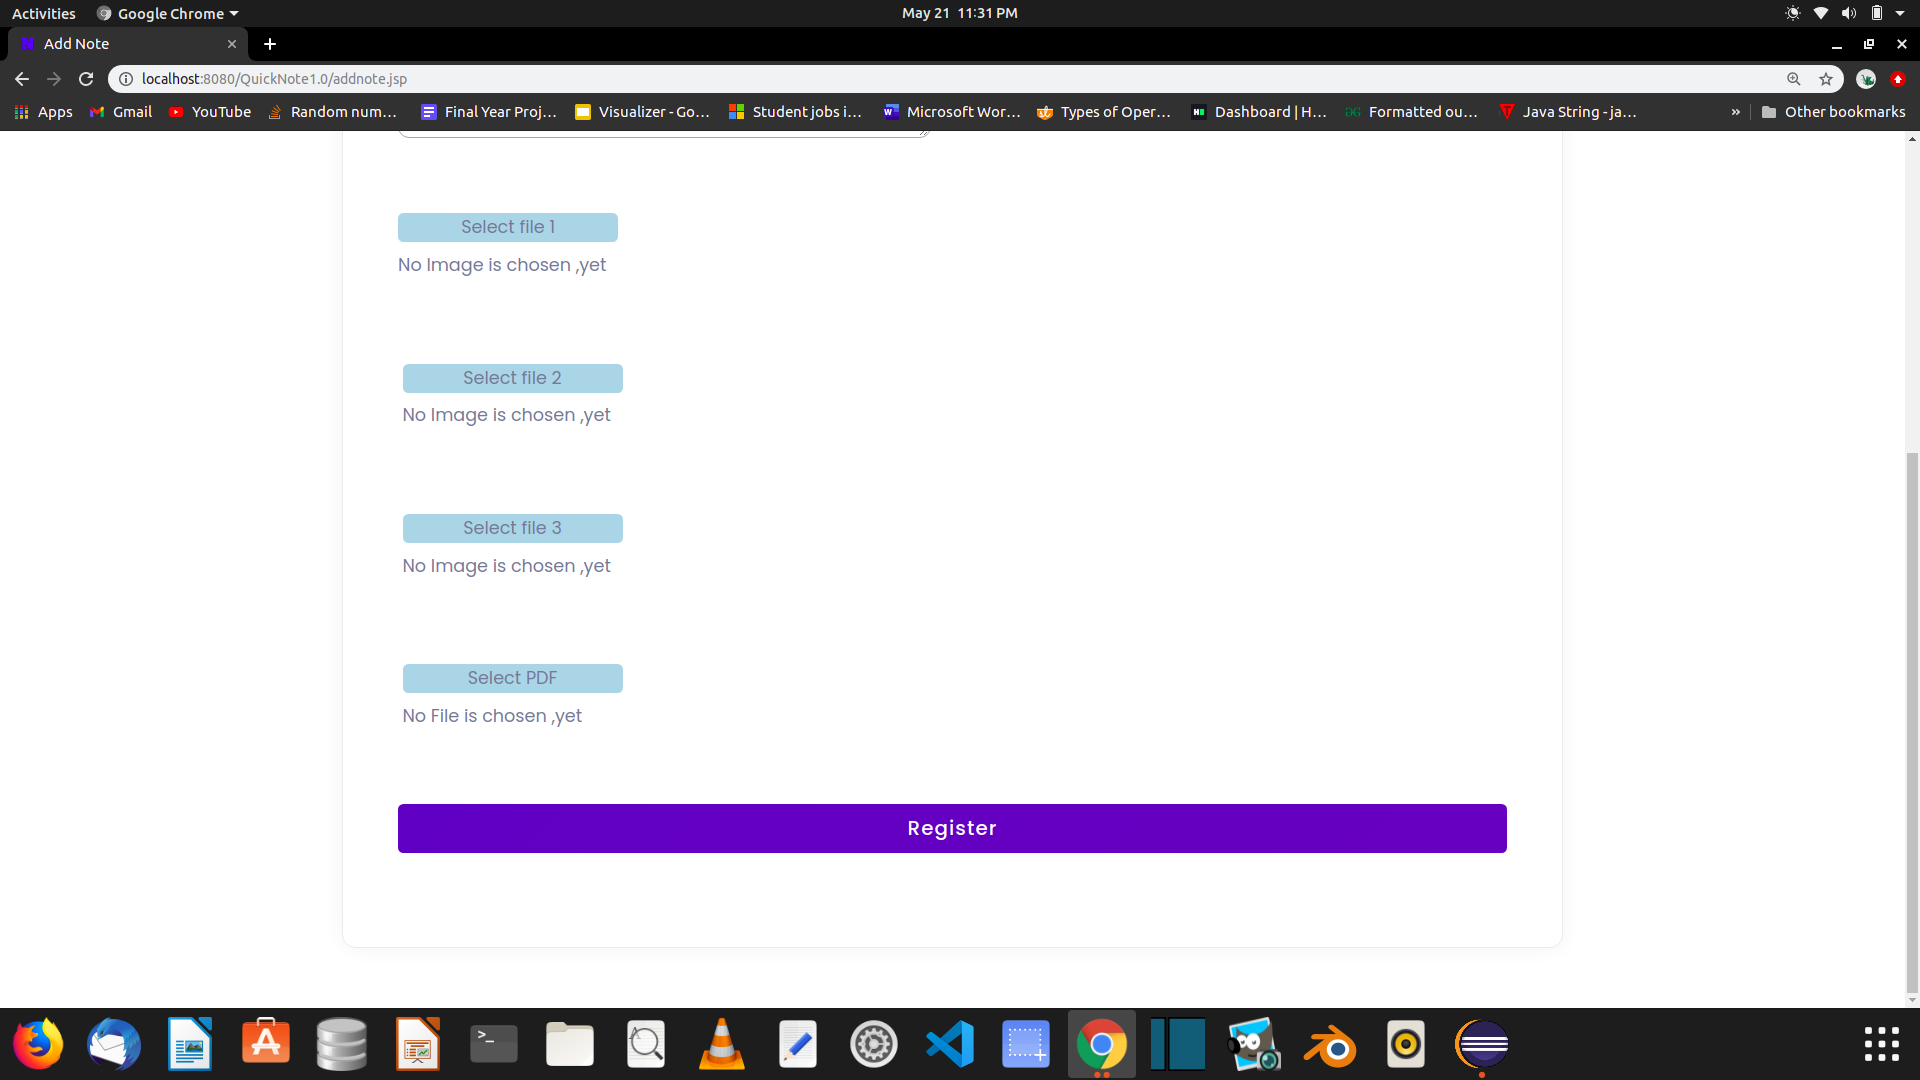 Activities Google Chrome May 21 11:31 PM
Add Note
localhost:8080/QuickNote1.0/addnote.jsp
Apps Gmail YouTube Random num... Final Year Proj... Visualizer - Go... Student jobs i... Microsoft Wor... Types of Oper... Dashboard | H... Formatted ou... Java String - ja... » Other bookmarks
Select file 1
No Image is chosen ,yet
Select file 2
No Image is chosen ,yet
Select file 3
No Image is chosen ,yet
Select PDF
No File is chosen ,yet
Register